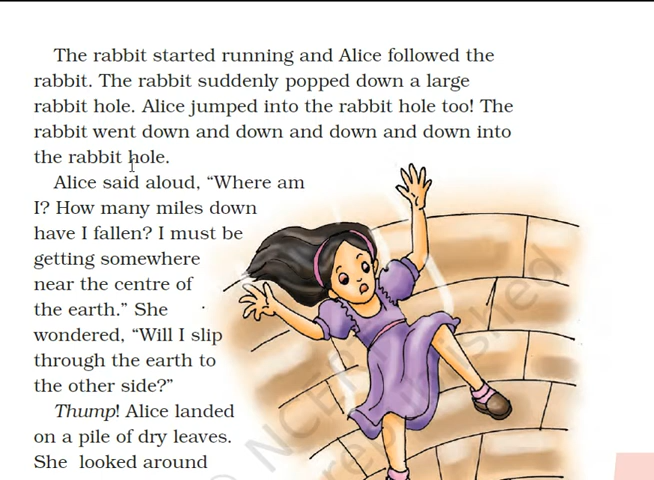 The rabbit started running and Alice followed the
rabbit. The rabbit suddenly popped down a large
rabbit hole. Alice jumped into the rabbit hole too! The
rabbit went down and down and down and down into
the rabbit hole.
Alice said aloud, “Where am
I? How many miles down
have I fallen? I must be
getting somewhere
near the centre of
the earth.” She
wondered, “Will I slip
through the earth to
the other side?”
Thump! Alice landed
on a pile of dry leaves.
She looked around
© NCERT
republished